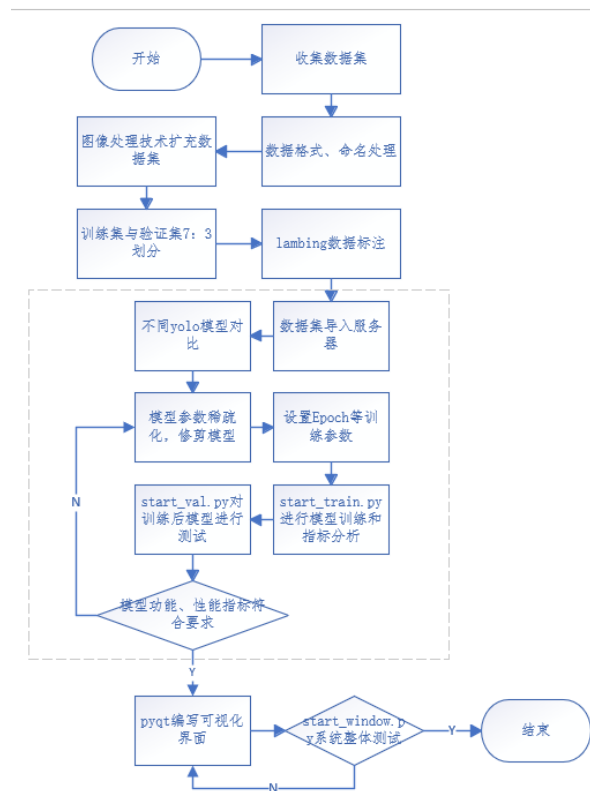 开始
收集数据集
数据格式、命名处理
图像处理技术扩充数
据集
训练集与验证集7：3
划分
lambing数据标注
数据集导入服务
器
不同yolo模型对
比
模型参数稀疏
化，修剪模型
设置Epoch等训
练参数
start_train.py
进行模型训练和
指标分析
start_val.py对
训练后模型进行
测试
模型功能、性能指标符
合要求
N
Y
pyqt编写可视化
界面
start_window.p
y系统整体测试
Y
N
结束